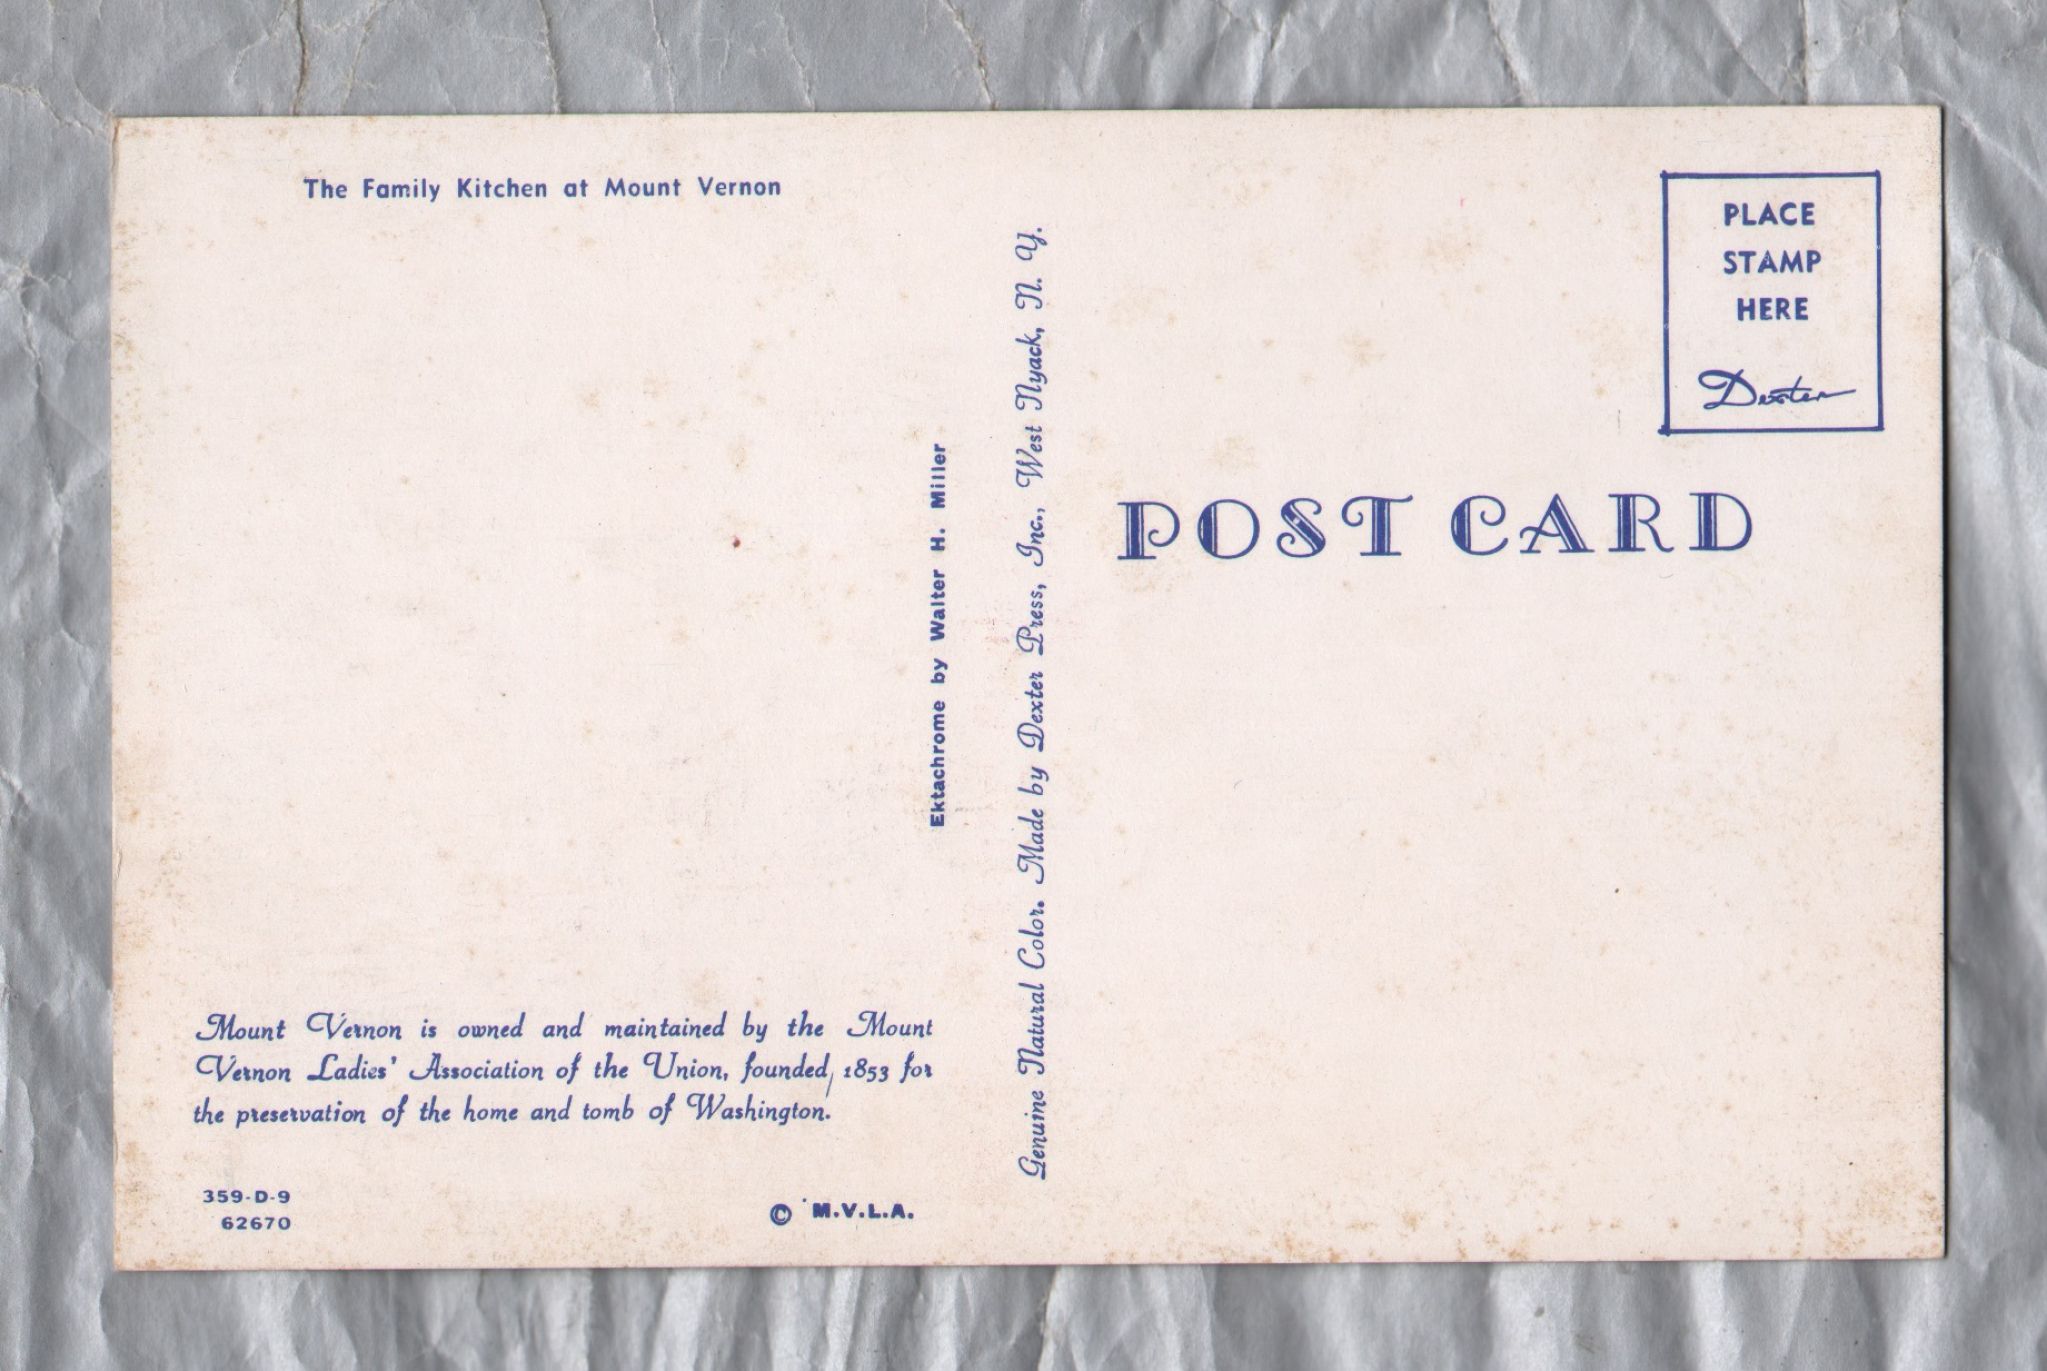 The Family Kitchen at Mount Vernon
Mount Vernon is owned and maintained by the Mount
Vernon Ladies' Association of the Union, founded, 1853 for
the preservation of the home and tomb of Washington.
359-D-9
62670
© M.V.L.A.
Ektachrome by Walter H. Miller
Genuine Natural Color. Made by Dexter Press, Inc., West Nyack, N. Y.
PLACE
STAMP
HERE
Dexter
POST CARD